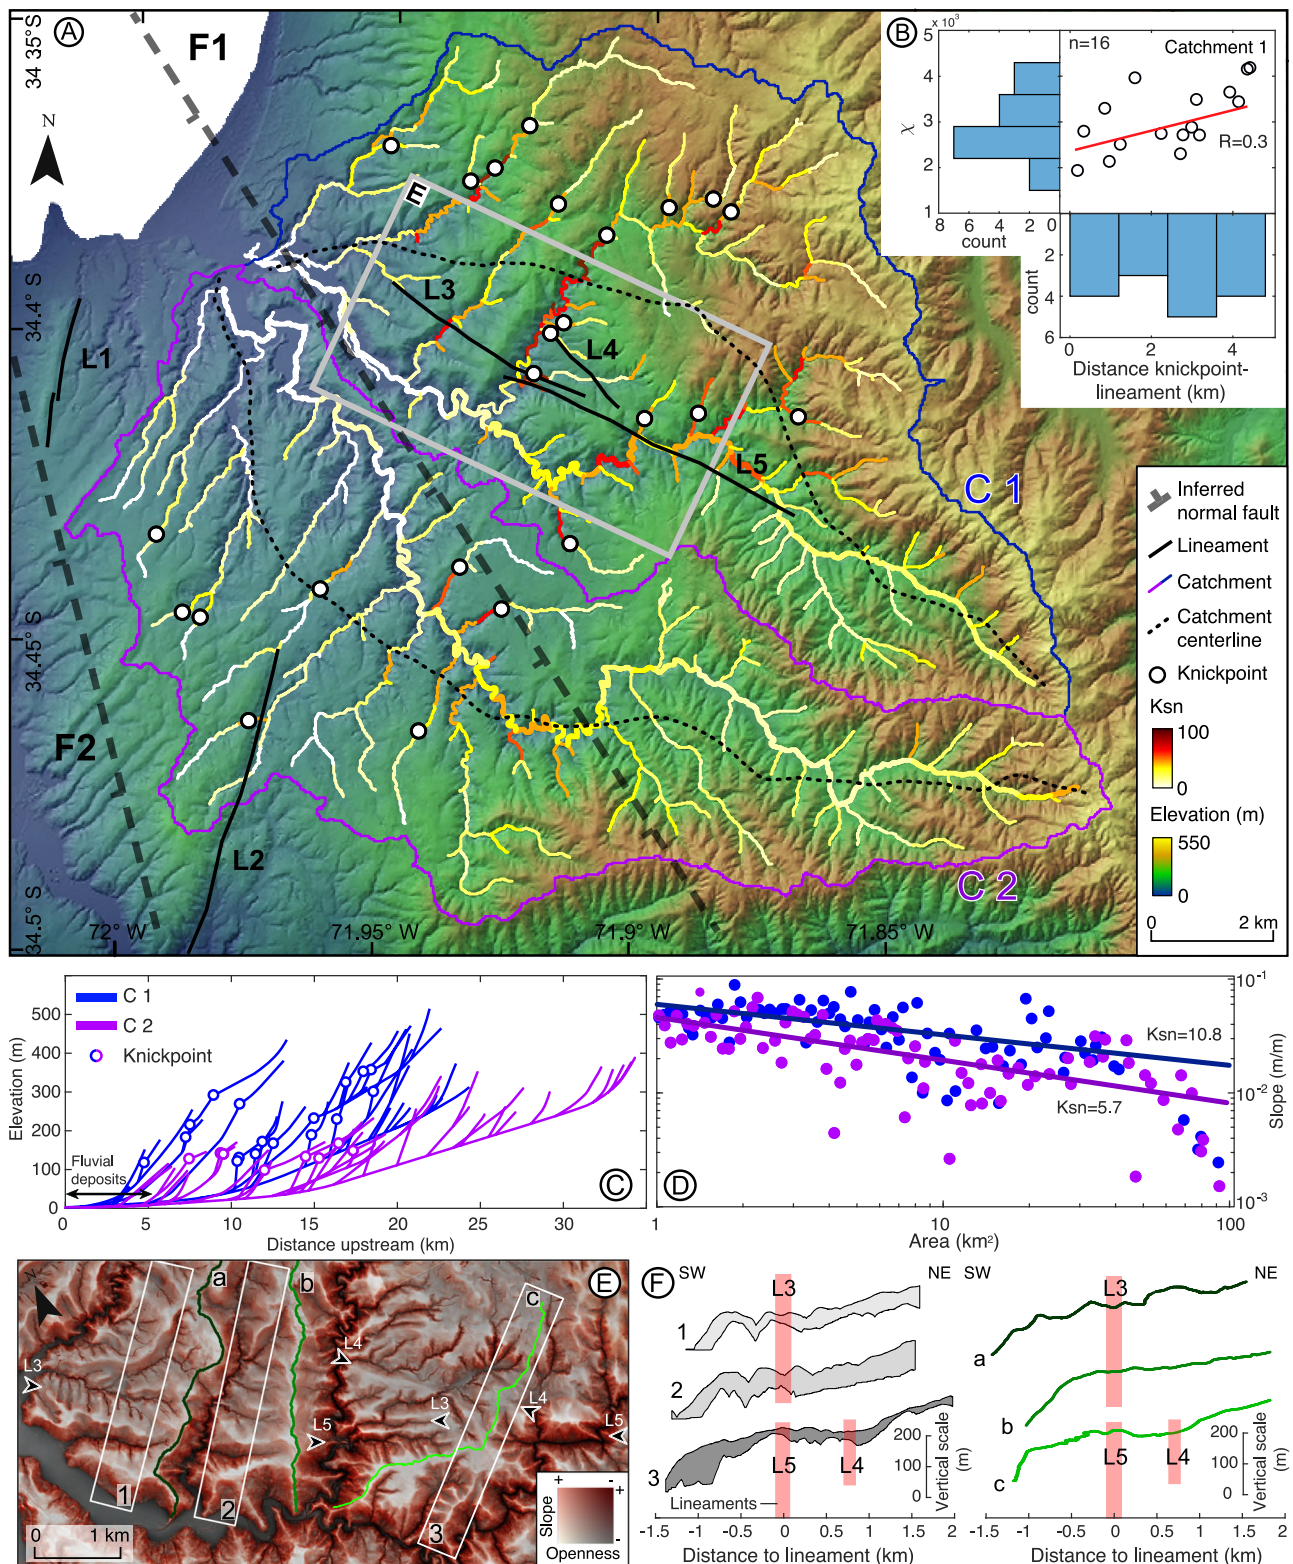 A
F1
34 35° S
N
E
L3
L4
L1
34.4° S
L5
C 1
34.45° S
F2
L2
C 2
34.5° S
72° W
71.95° W
71.9° W
71.85° W
B
x 10³
5
4
3
2
1
χ
n=16
Catchment 1
R=0.3
8 6 4 2 0
count
2
4
6
count
0 2 4
Distance knickpoint-
lineament (km)
Inferred
normal fault
Lineament
Catchment
Catchment
centerline
Knickpoint
Ksn
100
0
Elevation (m)
550
0
0 2 km
C 1
C 2
Knickpoint
500
400
300
200
100
0
Elevation (m)
Fluvial
deposits
C
0 5 10 15 20 25 30
Distance upstream (km)
Ksn=10.8
Ksn=5.7
D
10⁻¹
10⁻²
10⁻³
Slope (m/m)
1 10 100
Area (km²)
N
a
b
c
E
L3
L4
L3
L4
L5
L5
1
2
3
0 1 km
+ -
+
-
Slope
Openness
F
SW
NE
L3
1
2
3
L5
L4
Lineaments
200
100
0
Vertical scale
(m)
-1.5 -1 -0.5 0 0.5 1 1.5 2
Distance to lineament (km)
SW
NE
L3
a
b
c
L5
L4
200
100
0
Vertical scale
(m)
-1.5 -1 -0.5 0 0.5 1 1.5 2
Distance to lineament (km)